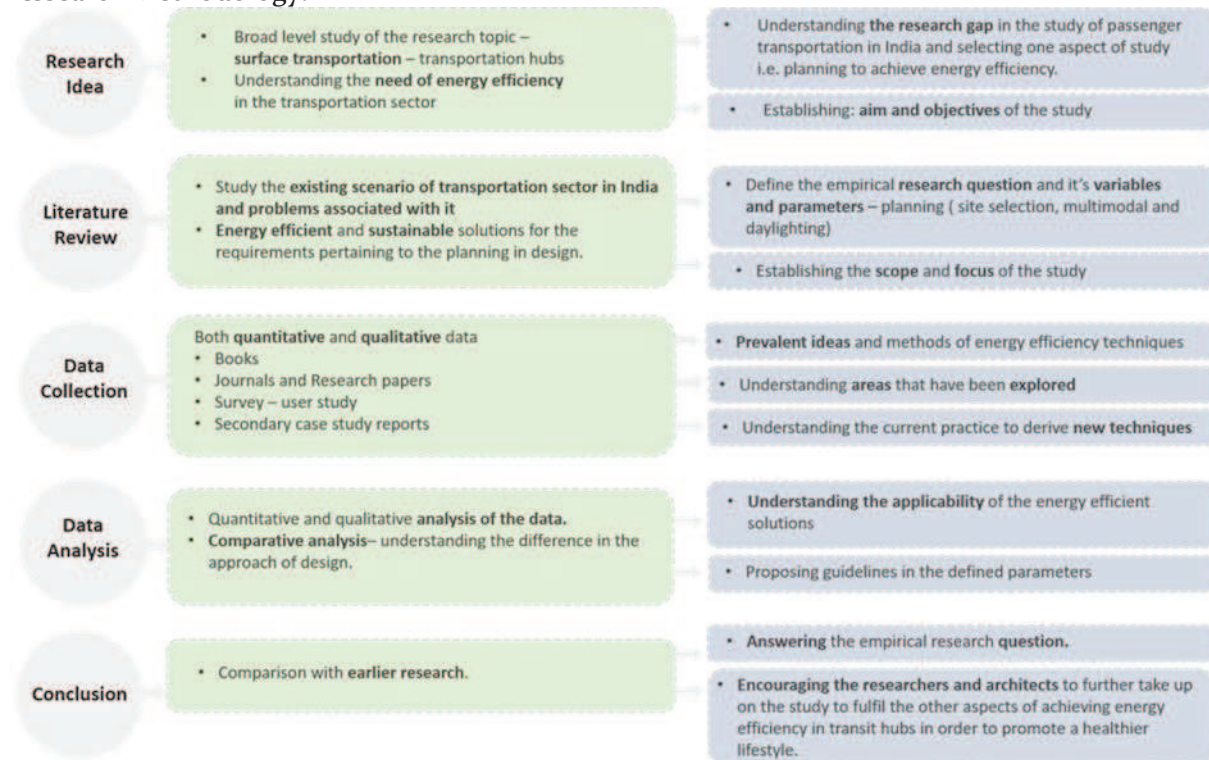 Research
Idea
• Broad level study of the research topic –
surface transportation – transportation hubs
• Understanding the need of energy efficiency
in the transportation sector
• Understanding the research gap in the study of passenger
transportation in India and selecting one aspect of study
i.e. planning to achieve energy efficiency.
• Establishing: aim and objectives of the study
Literature
Review
• Study the existing scenario of transportation sector in India
and problems associated with it
• Energy efficient and sustainable solutions for the
requirements pertaining to the planning in design.
• Define the empirical research question and it's variables
and parameters – planning ( site selection, multimodal and
daylighting)
• Establishing the scope and focus of the study
Data
Collection
Both quantitative and qualitative data
• Books
• Journals and Research papers
• Survey – user study
• Secondary case study reports
• Prevalent ideas and methods of energy efficiency techniques
• Understanding areas that have been explored
• Understanding the current practice to derive new techniques
Data
Analysis
• Quantitative and qualitative analysis of the data.
• Comparative analysis– understanding the difference in the
approach of design.
• Understanding the applicability of the energy efficient
solutions
• Proposing guidelines in the defined parameters
Conclusion
• Comparison with earlier research.
• Answering the empirical research question.
• Encouraging the researchers and architects to further take up
on the study to fulfil the other aspects of achieving energy
efficiency in transit hubs in order to promote a healthier
lifestyle.